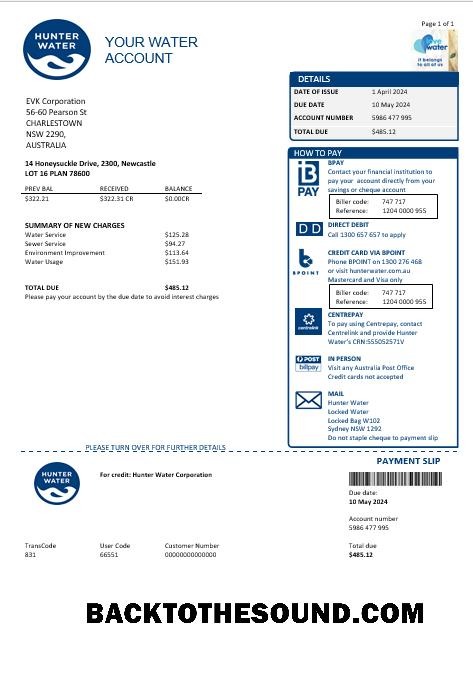 Page 1 of 1
HUNTER
WATER
YOUR WATER
ACCOUNT
love
water
it belongs
to all of us
EVK Corporation
56-60 Pearson St
CHARLESTOWN
NSW 2290,
AUSTRALIA
14 Honeysuckle Drive, 2300, Newcastle
LOT 16 PLAN 78600
PREV BAL RECEIVED BALANCE
$322.21 $322.31 CR $0.00CR
SUMMARY OF NEW CHARGES
Water Service $125.28
Sewer Service $94.27
Environment Improvement $113.64
Water Usage $151.93
TOTAL DUE $485.12
Please pay your account by the due date to avoid interest charges
DETAILS
DATE OF ISSUE 1 April 2024
DUE DATE 10 May 2024
ACCOUNT NUMBER 5986 477 995
TOTAL DUE $485.12
HOW TO PAY
B
PAY
BPAY
Contact your financial institution to
pay your account directly from your
savings or cheque account
Biller code: 747 717
Reference: 1204 0000 955
D D
DIRECT DEBIT
Call 1300 657 657 to apply
BPOINT
CREDIT CARD VIA BPOINT
Phone BPOINT on 1300 276 468
or visit hunterwater.com.au
Mastercard and Visa only
Biller code: 747 717
Reference: 1204 0000 955
centrelink
CENTREPAY
To pay using Centrepay, contact
Centrelink and provide Hunter
Water's CRN:555052571V
POST
billpay
IN PERSON
Visit any Australia Post Office
Credit cards not accepted
MAIL
Hunter Water
Locked Water
Locked Bag W102
Sydney NSW 1292
Do not staple cheque to payment slip
PLEASE TURN OVER FOR FURTHER DETAILS
HUNTER
WATER
For credit: Hunter Water Corporation
PAYMENT SLIP
Due date:
10 May 2024
Account number
5986 477 995
TransCode User Code Customer Number Total due
831 66551 00000000000000 $485.12
BACKTOTHESOUND.COM